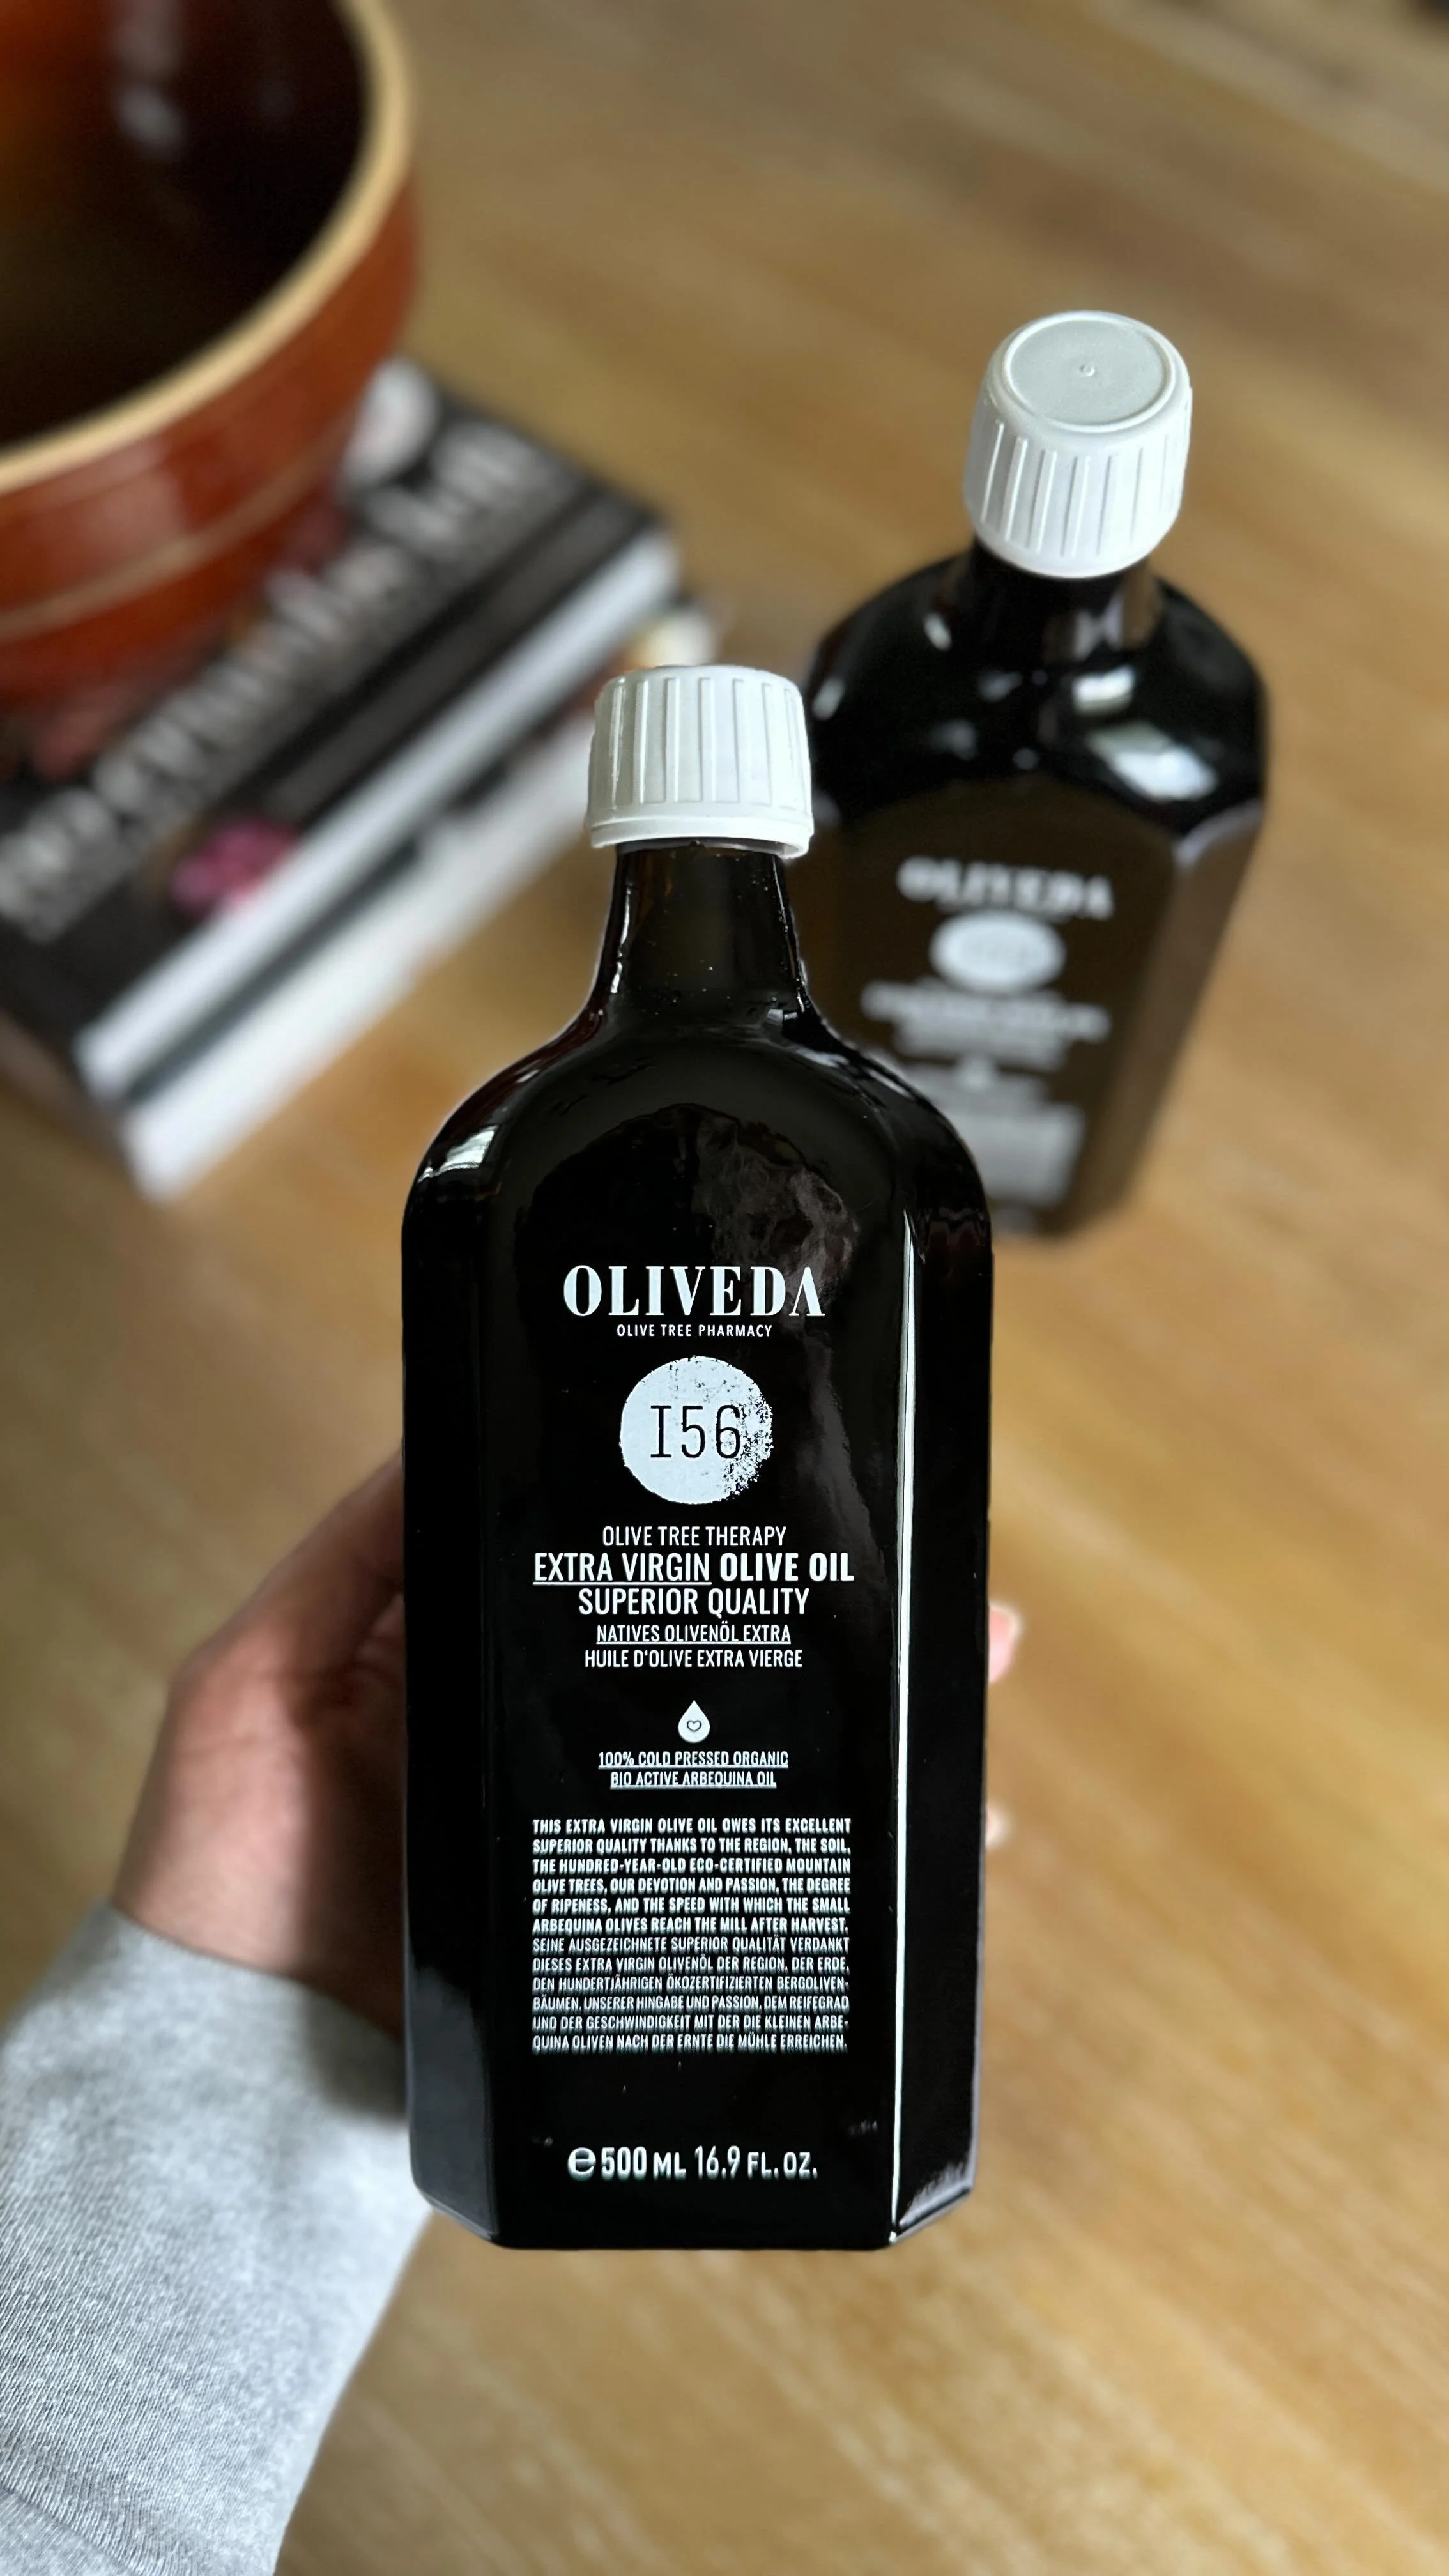 OLIVEDA
OLIVEDA
OLIVE TREE PHARMACY
I56
OLIVE TREE THERAPY
EXTRA VIRGIN OLIVE OIL
SUPERIOR QUALITY
NATIVES OLIVENÖL EXTRA
HUILE D'OLIVE EXTRA VIERGE
100% COLD PRESSED ORGANIC
BIO ACTIVE ARBEQUINA OIL
THIS EXTRA VIRGIN OLIVE OIL OWES ITS EXCELLENT
SUPERIOR QUALITY THANKS TO THE REGION, THE SOIL,
THE HUNDRED-YEAR-OLD ECO-CERTIFIED MOUNTAIN
OLIVE TREES, OUR DEVOTION AND PASSION, THE DEGREE
OF RIPENESS, AND THE SPEED WITH WHICH THE SMALL
ARBEQUINA OLIVES REACH THE MILL AFTER HARVEST.
SEINE AUSGEZEICHNETE SUPERIOR QUALITÄT VERDANKT
DIESES EXTRA VIRGIN OLIVENÖL DER REGION, DER ERDE,
DEN HUNDERTJÄHRIGEN ÖKOZERTIFIZIERTEN BERGOLIVEN-
BÄUMEN, UNSERER HINGABE UND PASSION, DEM REIFEGRAD
UND DER GESCHWINDIGKEIT MIT DER DIE KLEINEN ARBE-
QUINA OLIVEN NACH DER ERNTE DIE MÜHLE ERREICHEN.
℮ 500 ML 16.9 FL. OZ.